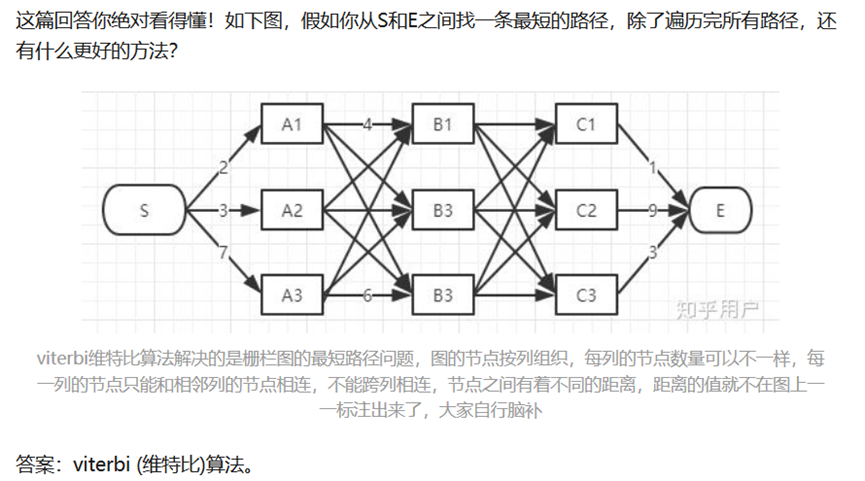 这篇回答你绝对看得懂！如下图，假如你从S和E之间找一条最短的路径，除了遍历完所有路径，还
有什么更好的方法？
A1
4
B1
C1
2
1
S
3
A2
B3
C2
9
E
7
3
A3
6
B3
C3
知乎用户
viterbi维特比算法解决的是栅栏图的最短路径问题，图的节点按列组织，每列的节点数量可以不一样，每
一列的节点只能和相邻列的节点相连，不能跨列相连，节点之间有着不同的距离，距离的值就不在图上一
一标注出来了，大家自行脑补
答案：viterbi (维特比)算法。